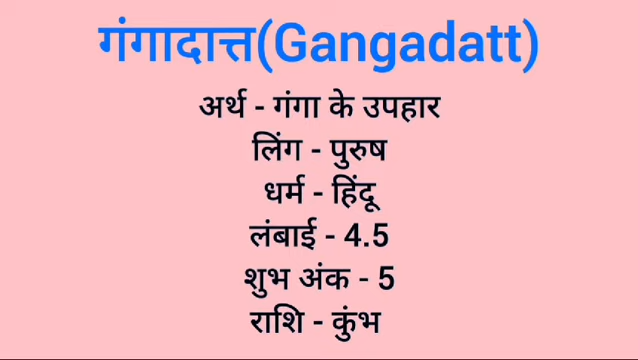 गंगादात्त(Gangadatt)
अर्थ - गंगा के उपहार
लिंग - पुरुष
धर्म - हिंदू
लंबाई - 4.5
शुभ अंक - 5
राशि - कुंभ